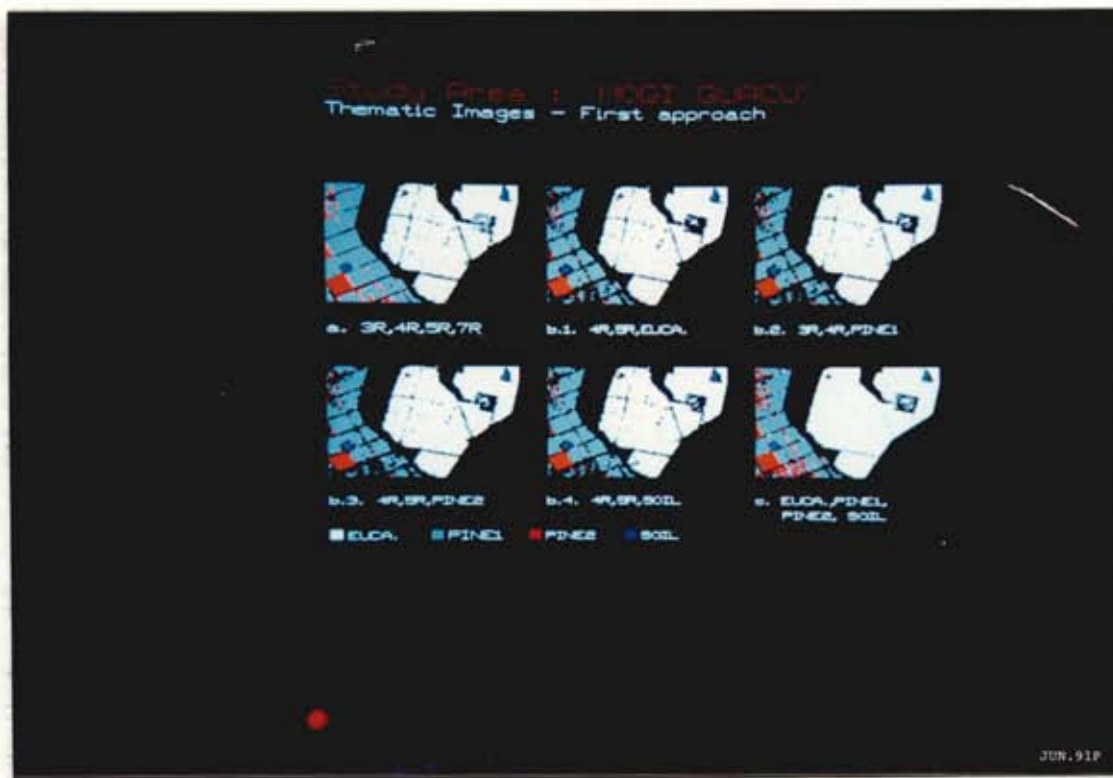 Study Area : "MOGI GUACU"
Thematic Images - First approach
a. 3R,4R,5R,7R
b.1. 4R,5R,EUCA.
b.2. 3R,4R,PINE1
b.3. 4R,5R,PINE2
b.4. 4R,5R,SOIL
c. EUCA.,PINE1,
PINE2, SOIL
EUCA. PINE1 PINE2 SOIL
JUN.91P